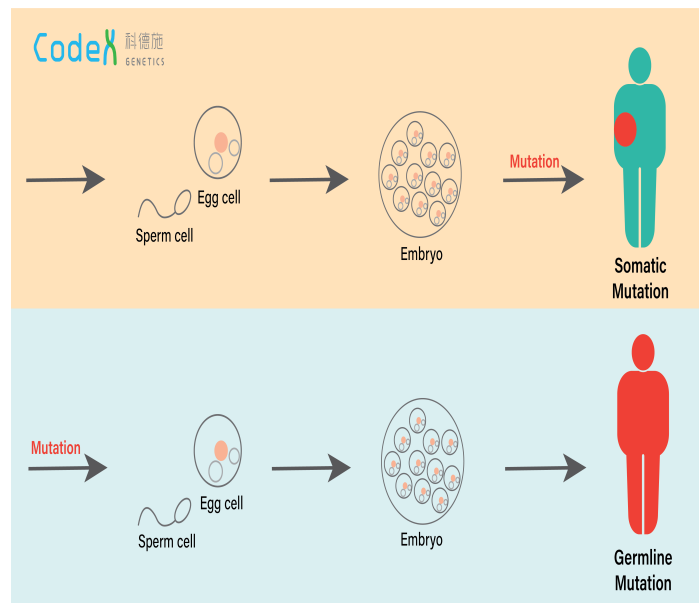 CodeX 科德施
GENETICS
Mutation
Egg cell
Sperm cell
Embryo
Somatic
Mutation
Mutation
Egg cell
Sperm cell
Embryo
Germline
Mutation